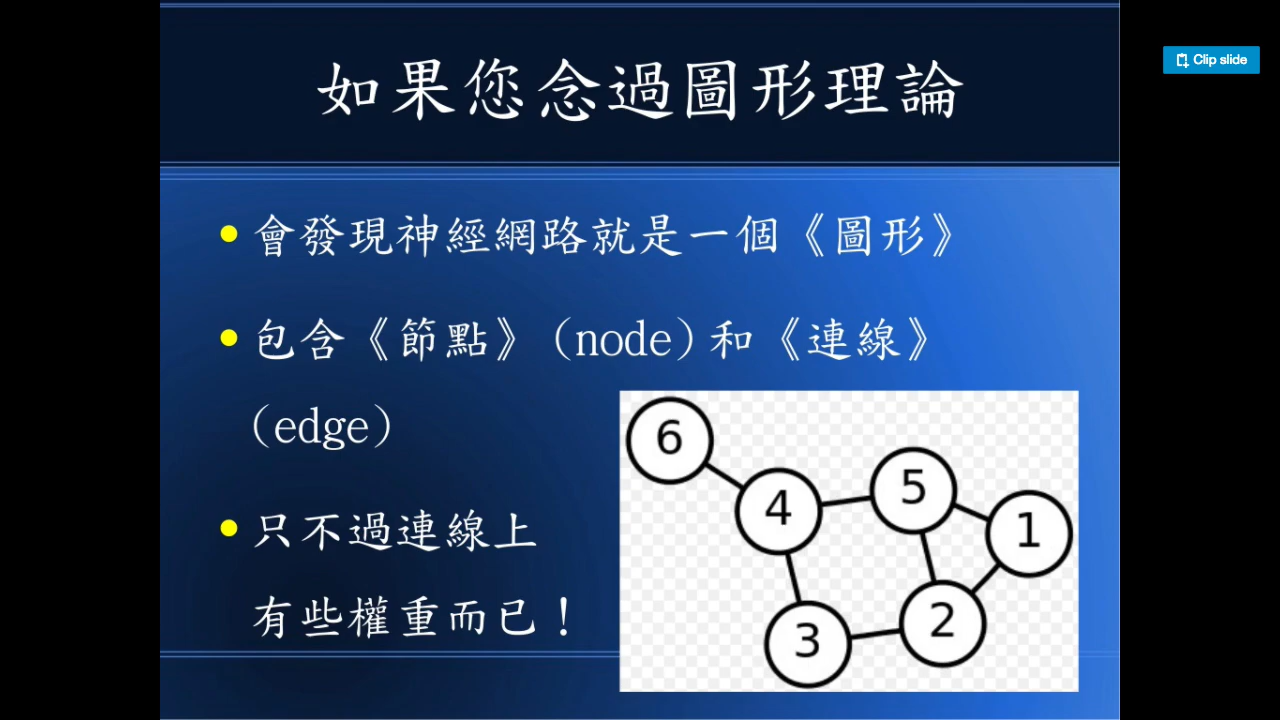 Clip slide
如果您念過圖形理論
會發現神經網路就是一個《圖形》
包含《節點》(node)和《連線》
(edge)
只不過連線上
有些權重而已！
6
4
5
1
3
2